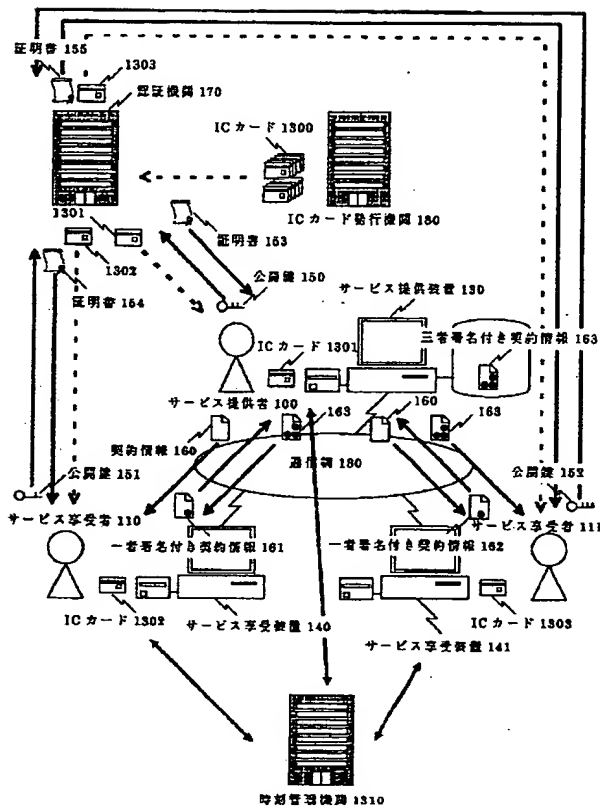 証明書 155
1303
認証機関 170
ICカード 1300
1301
証明書 153
ICカード発行機関 180
1302
公開鍵 150
サービス提供装置 130
証明書 154
三者署名付き契約情報 163
ICカード 1301
サービス提供者 100
163
160
163
契約情報 160
公開鍵 151
通信網 180
公開鍵 152
サービス享受者 110
サービス享受者 111
一者署名付き契約情報 161
一者署名付き契約情報 162
ICカード 1302
ICカード 1303
サービス享受装置 140
サービス享受装置 141
時刻管理機関 1310